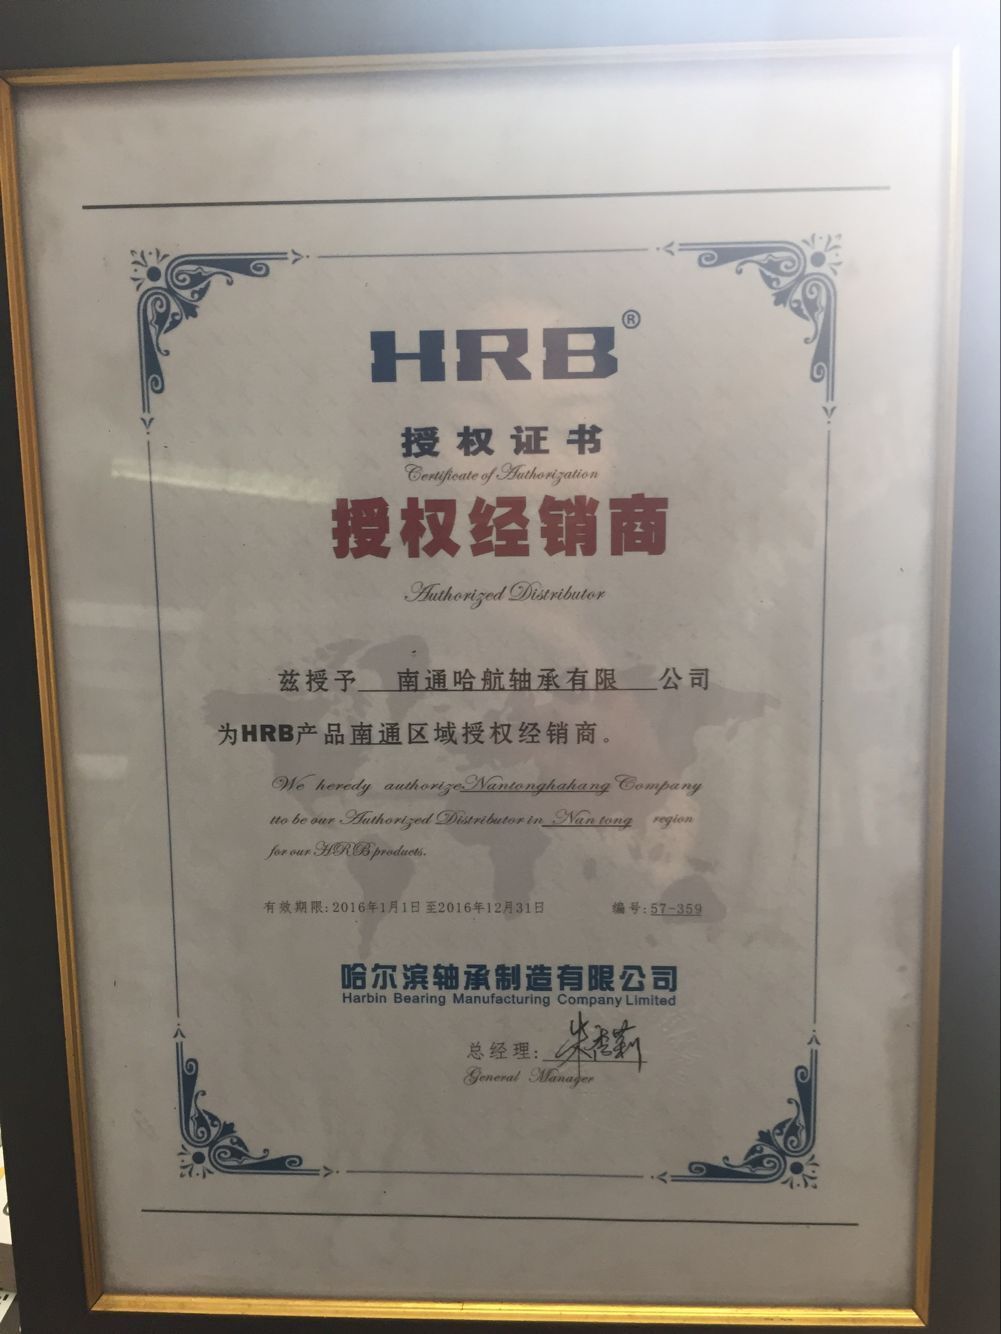 HRB®
授权证书
Certificate of Authorization
授权经销商
Authorized Distributor
兹授予 南通哈航轴承有限 公司
为HRB产品南通区域授权经销商。
We heredy authorize Nantonghahang Company
tto be our Authorized Distributor in Nan tong region
for our HRB products.
有效期限:2016年1月1日至2016年12月31日 编号:57-359
哈尔滨轴承制造有限公司
Harbin Bearing Manufacturing Company Limited
总经理:
General Manager